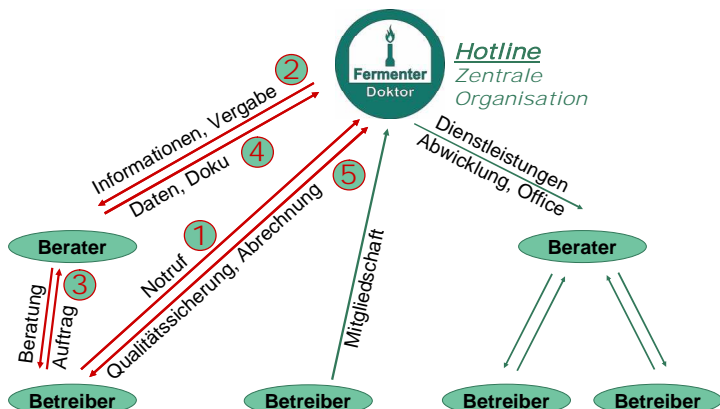 Fermenter
Doktor
Hotline
Zentrale
Organisation
2
Informationen, Vergabe
Daten, Doku
4
1
Notruf
Qualitätssicherung, Abrechnung
5
Mitgliedschaft
Dienstleistungen
Abwicklung, Office
Berater
Berater
Beratung
Auftrag
3
Betreiber
Betreiber
Betreiber
Betreiber